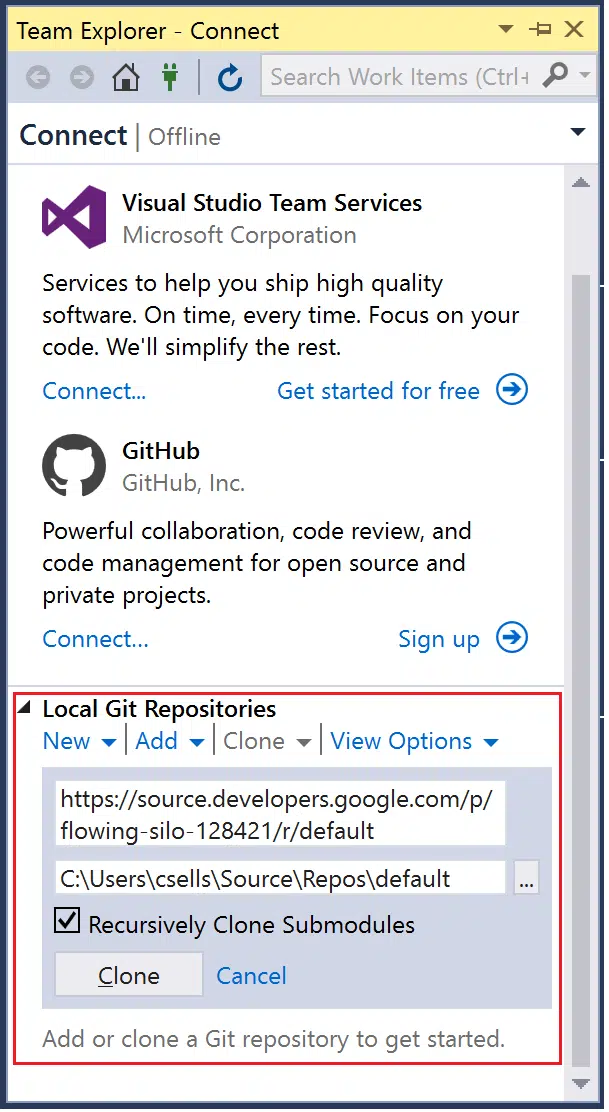 Team Explorer - Connect
Search Work Items (Ctrl+
Connect | Offline
Visual Studio Team Services
Microsoft Corporation
Services to help you ship high quality
software. On time, every time. Focus on your
code. We'll simplify the rest.
Connect... Get started for free
GitHub
GitHub, Inc.
Powerful collaboration, code review, and
code management for open source and
private projects.
Connect... Sign up
Local Git Repositories
New | Add | Clone | View Options
https://source.developers.google.com/p/
flowing-silo-128421/r/default
C:\Users\csells\Source\Repos\default ...
Recursively Clone Submodules
Clone Cancel
Add or clone a Git repository to get started.